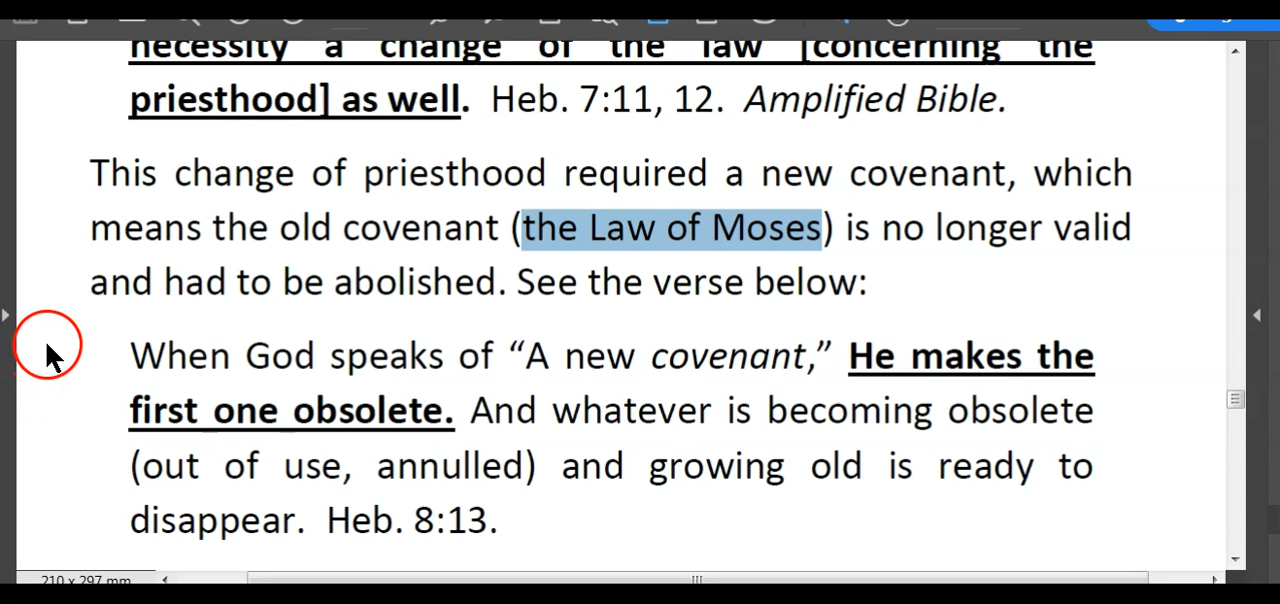 necessity a change of the law [concerning the
priesthood] as well. Heb. 7:11, 12. Amplified Bible.
This change of priesthood required a new covenant, which
means the old covenant (the Law of Moses) is no longer valid
and had to be abolished. See the verse below:
When God speaks of “A new covenant,” He makes the
first one obsolete. And whatever is becoming obsolete
(out of use, annulled) and growing old is ready to
disappear. Heb. 8:13.
210 x 297 mm